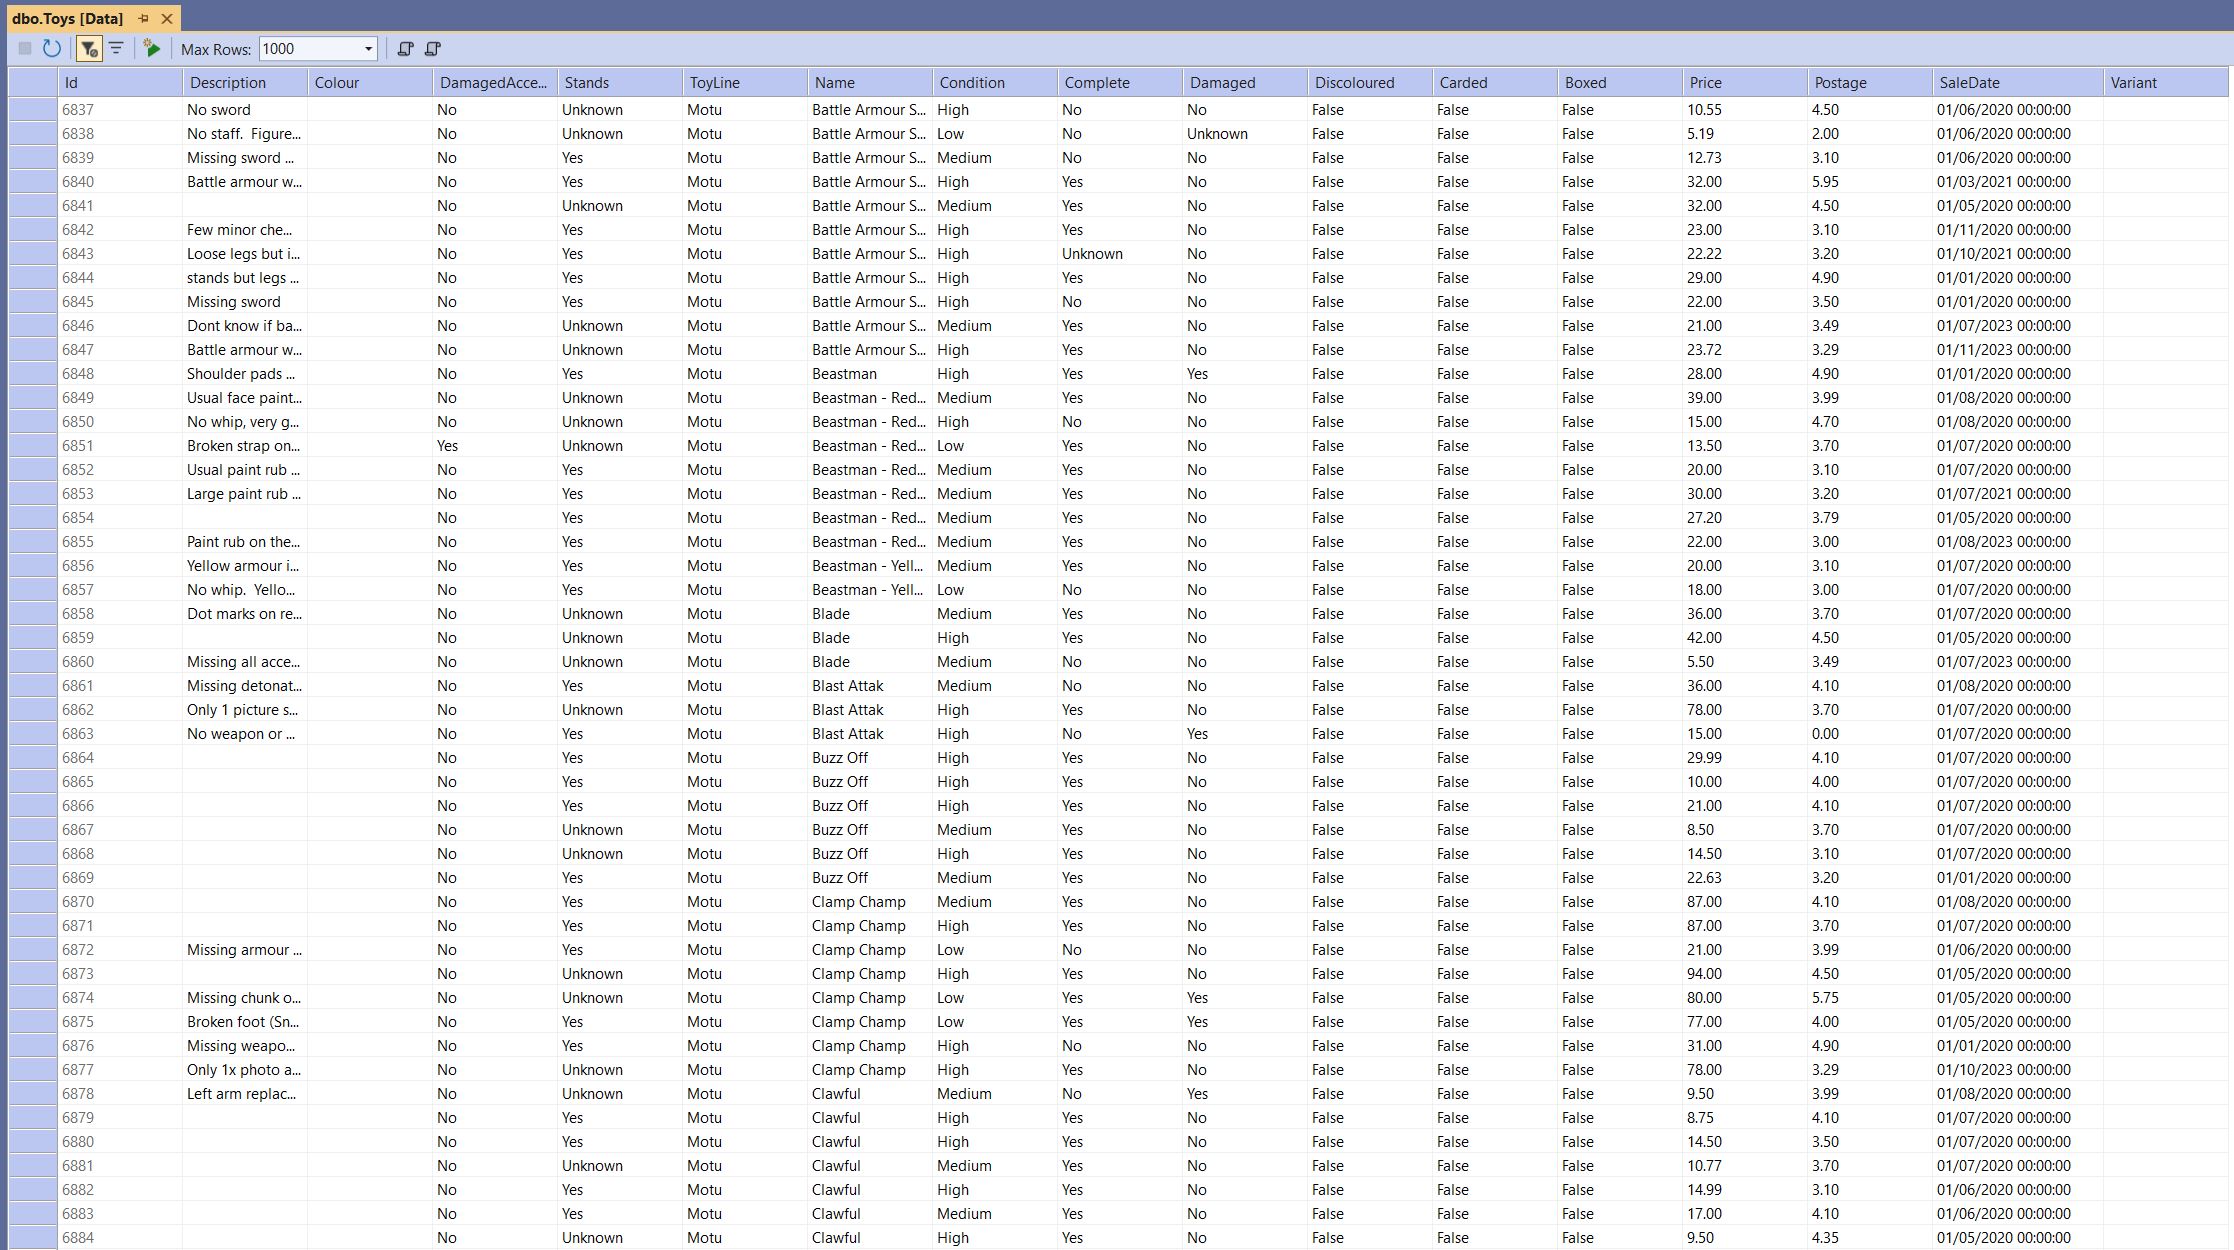 dbo.Toys [Data]
Max Rows: 1000
Id Description Colour DamagedAcce... Stands ToyLine Name Condition Complete Damaged Discoloured Carded Boxed Price Postage SaleDate Variant
6837 No sword No Unknown Motu Battle Armour S... High No No False False False 10.55 4.50 01/06/2020 00:00:00
6838 No staff. Figure... No Unknown Motu Battle Armour S... Low No Unknown False False False 5.19 2.00 01/06/2020 00:00:00
6839 Missing sword ... No Yes Motu Battle Armour S... Medium No No False False False 12.73 3.10 01/06/2020 00:00:00
6840 Battle armour w... No Yes Motu Battle Armour S... High Yes No False False False 32.00 5.95 01/03/2021 00:00:00
6841 No Unknown Motu Battle Armour S... Medium Yes No False False False 32.00 4.50 01/05/2020 00:00:00
6842 Few minor che... No Yes Motu Battle Armour S... High Yes No False False False 23.00 3.10 01/11/2020 00:00:00
6843 Loose legs but i... No Yes Motu Battle Armour S... High Unknown No False False False 22.22 3.20 01/10/2021 00:00:00
6844 stands but legs ... No Yes Motu Battle Armour S... High Yes No False False False 29.00 4.90 01/01/2020 00:00:00
6845 Missing sword No Yes Motu Battle Armour S... High No No False False False 22.00 3.50 01/01/2020 00:00:00
6846 Dont know if ba... No Unknown Motu Battle Armour S... Medium Yes No False False False 21.00 3.49 01/07/2023 00:00:00
6847 Battle armour w... No Unknown Motu Battle Armour S... High Yes No False False False 23.72 3.29 01/11/2023 00:00:00
6848 Shoulder pads ... No Yes Motu Beastman High Yes Yes False False False 28.00 4.90 01/01/2020 00:00:00
6849 Usual face paint... No Unknown Motu Beastman - Red... Medium Yes No False False False 39.00 3.99 01/08/2020 00:00:00
6850 No whip, very g... No Unknown Motu Beastman - Red... High No No False False False 15.00 4.70 01/08/2020 00:00:00
6851 Broken strap on... Yes Unknown Motu Beastman - Red... Low Yes No False False False 13.50 3.70 01/07/2020 00:00:00
6852 Usual paint rub ... No Yes Motu Beastman - Red... Medium Yes No False False False 20.00 3.10 01/07/2020 00:00:00
6853 Large paint rub ... No Yes Motu Beastman - Red... Medium Yes No False False False 30.00 3.20 01/07/2021 00:00:00
6854 No Yes Motu Beastman - Red... Medium Yes No False False False 27.20 3.79 01/05/2020 00:00:00
6855 Paint rub on the... No Yes Motu Beastman - Red... Medium Yes No False False False 22.00 3.00 01/08/2023 00:00:00
6856 Yellow armour i... No Yes Motu Beastman - Yell... Medium Yes No False False False 20.00 3.10 01/07/2020 00:00:00
6857 No whip. Yello... No Yes Motu Beastman - Yell... Low No No False False False 18.00 3.00 01/07/2020 00:00:00
6858 Dot marks on re... No Unknown Motu Blade Medium Yes No False False False 36.00 3.70 01/07/2020 00:00:00
6859 No Unknown Motu Blade High Yes No False False False 42.00 4.50 01/05/2020 00:00:00
6860 Missing all acce... No Unknown Motu Blade Medium No No False False False 5.50 3.49 01/07/2023 00:00:00
6861 Missing detonat... No Yes Motu Blast Attak Medium No No False False False 36.00 4.10 01/08/2020 00:00:00
6862 Only 1 picture s... No Unknown Motu Blast Attak High Yes No False False False 78.00 3.70 01/07/2020 00:00:00
6863 No weapon or ... No Yes Motu Blast Attak High No Yes False False False 15.00 0.00 01/07/2020 00:00:00
6864 No Yes Motu Buzz Off High Yes No False False False 29.99 4.10 01/07/2020 00:00:00
6865 No Yes Motu Buzz Off High Yes No False False False 10.00 4.00 01/07/2020 00:00:00
6866 No Yes Motu Buzz Off High Yes No False False False 21.00 4.10 01/07/2020 00:00:00
6867 No Unknown Motu Buzz Off Medium Yes No False False False 8.50 3.70 01/07/2020 00:00:00
6868 No Unknown Motu Buzz Off High Yes No False False False 14.50 3.10 01/07/2020 00:00:00
6869 No Yes Motu Buzz Off Medium Yes No False False False 22.63 3.20 01/01/2020 00:00:00
6870 No Yes Motu Clamp Champ Medium Yes No False False False 87.00 4.10 01/08/2020 00:00:00
6871 No Yes Motu Clamp Champ High Yes No False False False 87.00 3.70 01/07/2020 00:00:00
6872 Missing armour ... No Yes Motu Clamp Champ Low No No False False False 21.00 3.99 01/06/2020 00:00:00
6873 No Unknown Motu Clamp Champ High Yes No False False False 94.00 4.50 01/05/2020 00:00:00
6874 Missing chunk o... No Unknown Motu Clamp Champ Low Yes Yes False False False 80.00 5.75 01/05/2020 00:00:00
6875 Broken foot (Sn... No Yes Motu Clamp Champ Low Yes Yes False False False 77.00 4.00 01/05/2020 00:00:00
6876 Missing weapo... No Yes Motu Clamp Champ High No No False False False 31.00 4.90 01/01/2020 00:00:00
6877 Only 1x photo a... No Unknown Motu Clamp Champ High Yes No False False False 78.00 3.29 01/10/2023 00:00:00
6878 Left arm replac... No Unknown Motu Clawful Medium No Yes False False False 9.50 3.99 01/08/2020 00:00:00
6879 No Yes Motu Clawful High Yes No False False False 8.75 4.10 01/07/2020 00:00:00
6880 No Yes Motu Clawful High Yes No False False False 14.50 3.50 01/07/2020 00:00:00
6881 No Unknown Motu Clawful Medium Yes No False False False 10.77 3.70 01/07/2020 00:00:00
6882 No Yes Motu Clawful High Yes No False False False 14.99 3.10 01/06/2020 00:00:00
6883 No Yes Motu Clawful Medium Yes No False False False 17.00 4.10 01/06/2020 00:00:00
6884 No Unknown Motu Clawful High Yes No False False False 9.50 4.35 01/05/2020 00:00:00